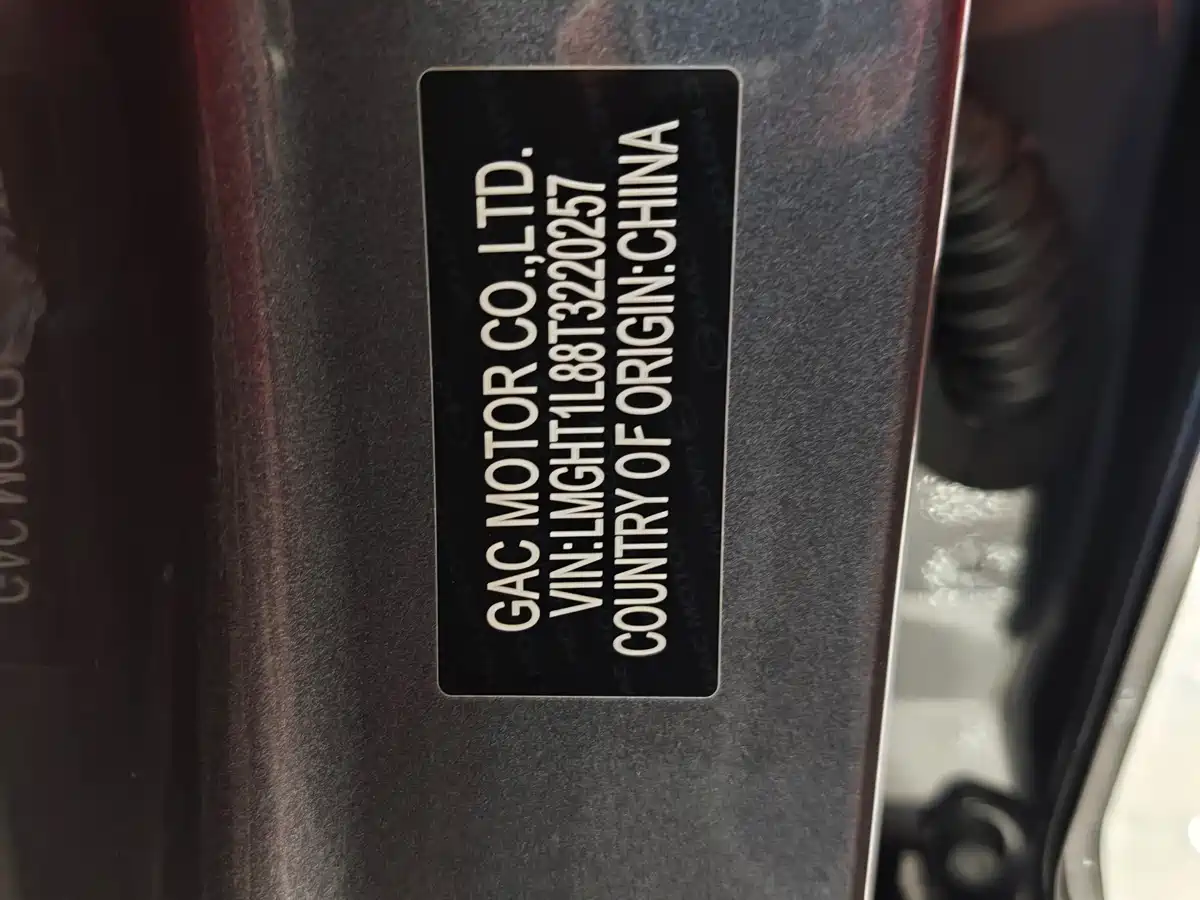 GAC MOTOR CO.,LTD.
VIN:LMGHT1L88T3220257
COUNTRY OF ORIGIN:CHINA